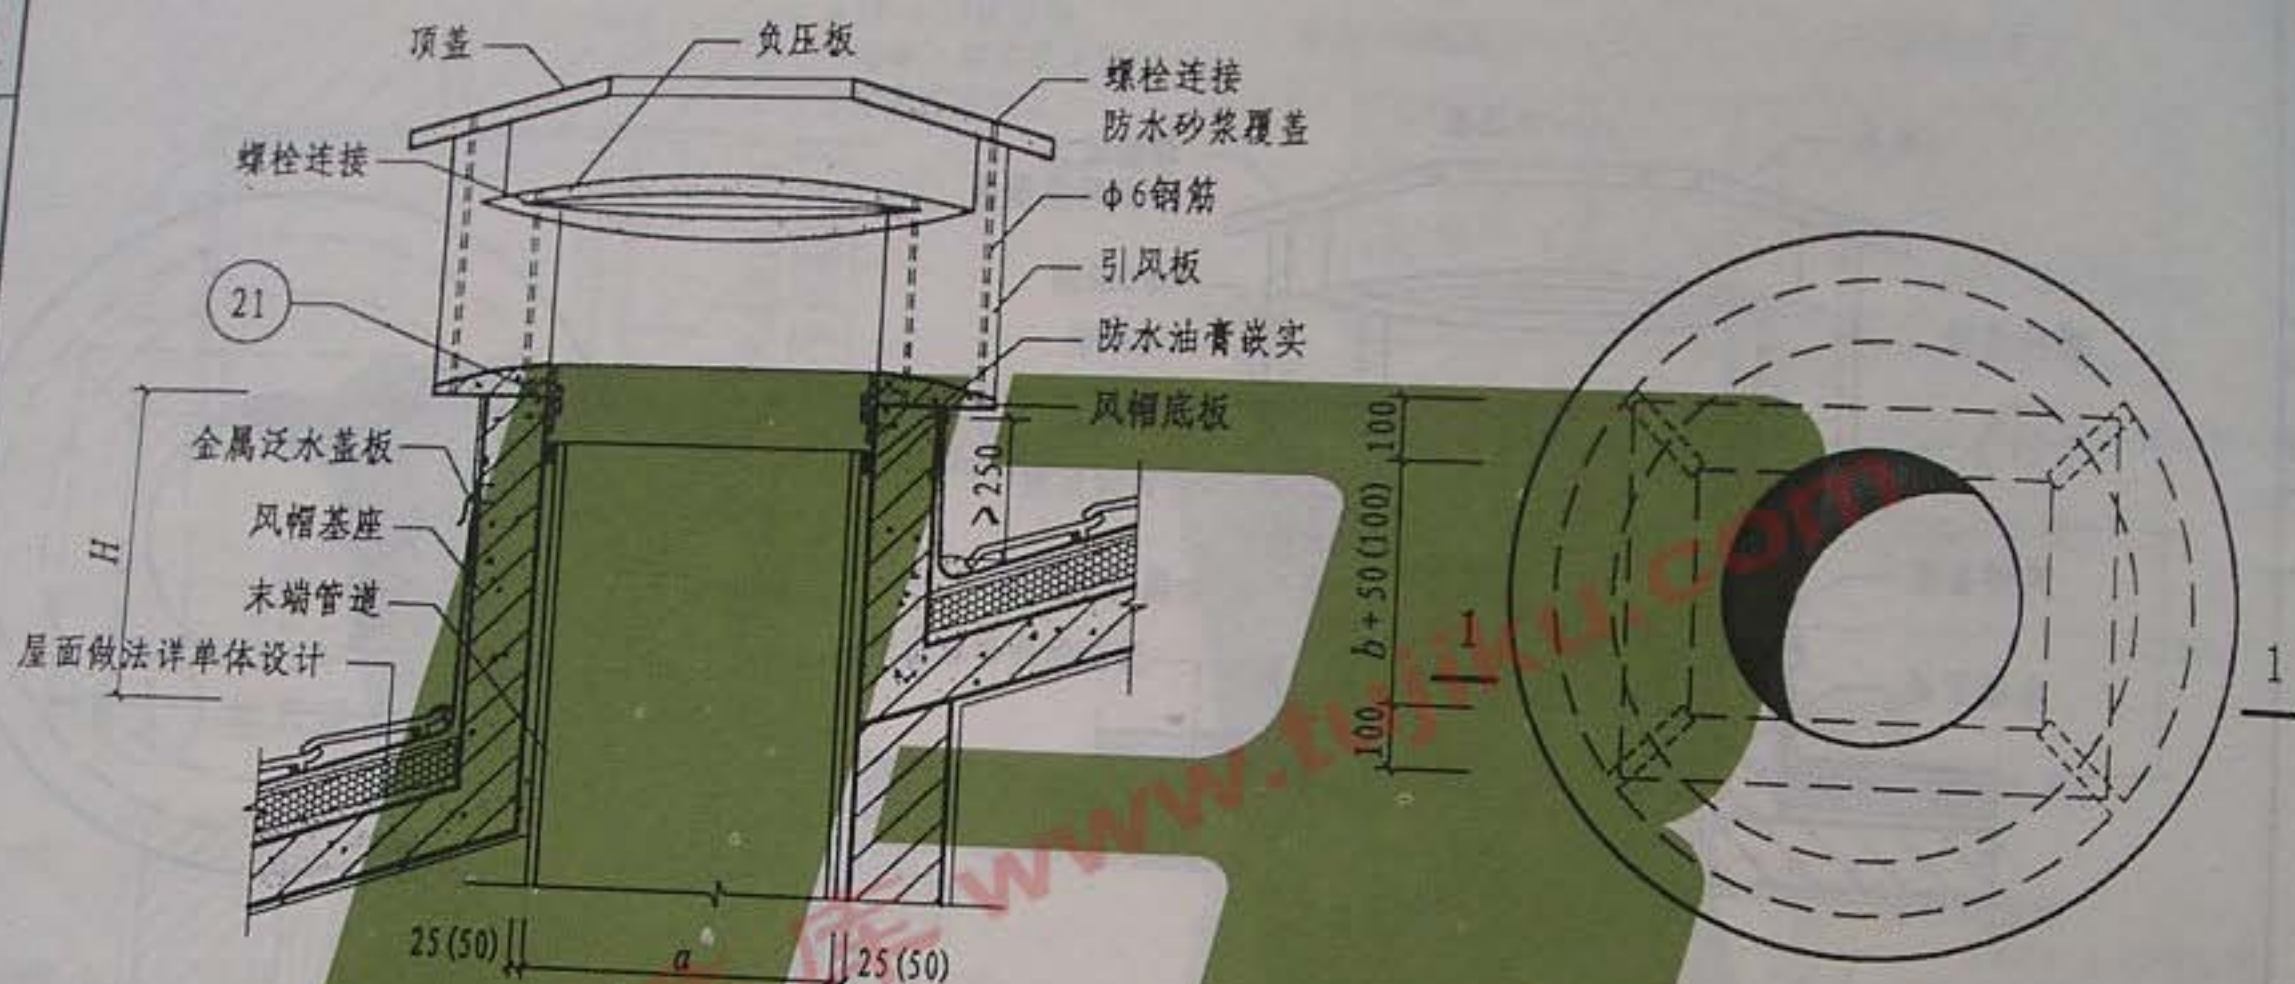 顶盖
负压板
螺栓连接
防水砂浆覆盖
螺栓连接
φ6钢筋
引风板
21
防水油膏嵌实
风帽底板
金属泛水盖板
>250
风帽基座
H
末端管道
屋面做法详单体设计
25(50)
a
25(50)
100
b+50(100)
100
1
1
库 www.tujiku.com